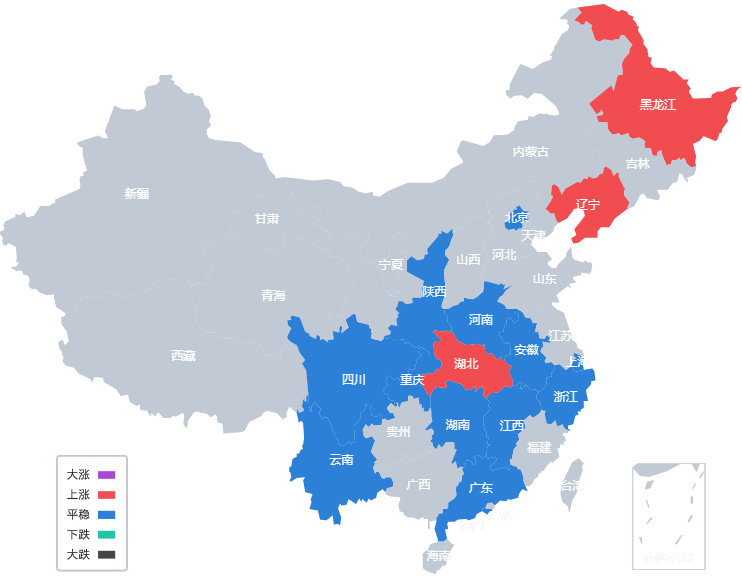 黑龙江
内蒙古
吉林
新疆
辽宁
甘肃
北京
天津
河北
山西
宁夏
山东
陕西
青海
河南
江苏
安徽
西藏
上海
湖北
四川
重庆
浙江
湖南
江西
贵州
福建
云南
广西
广东
台湾
海南
大涨
上涨
平稳
下跌
大跌